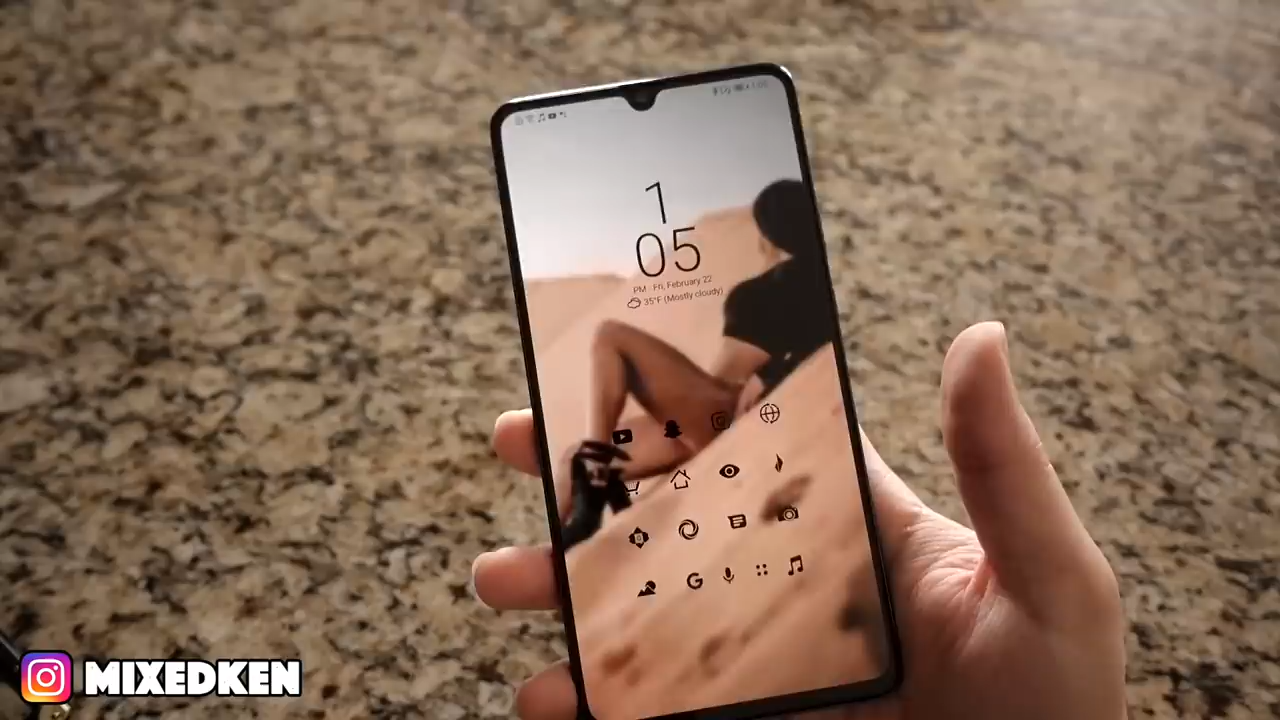 1
05
PM Fri, February 22
35°F (Mostly cloudy)
G
MIXEDKEN